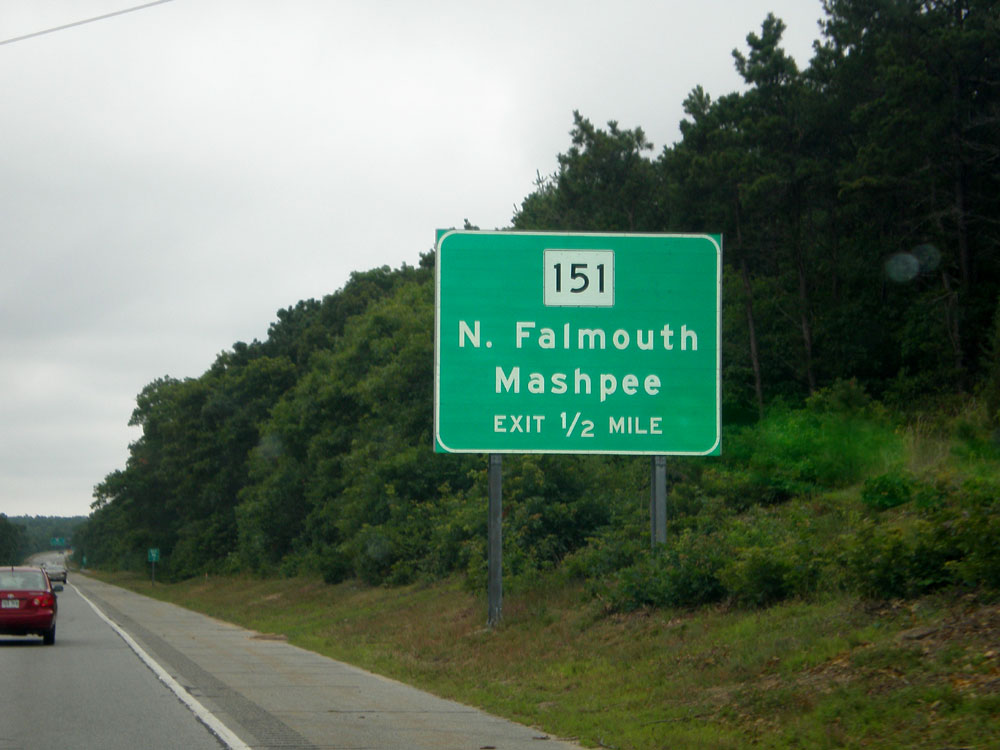 151
N. Falmouth
Mashpee
EXIT 1/2 MILE